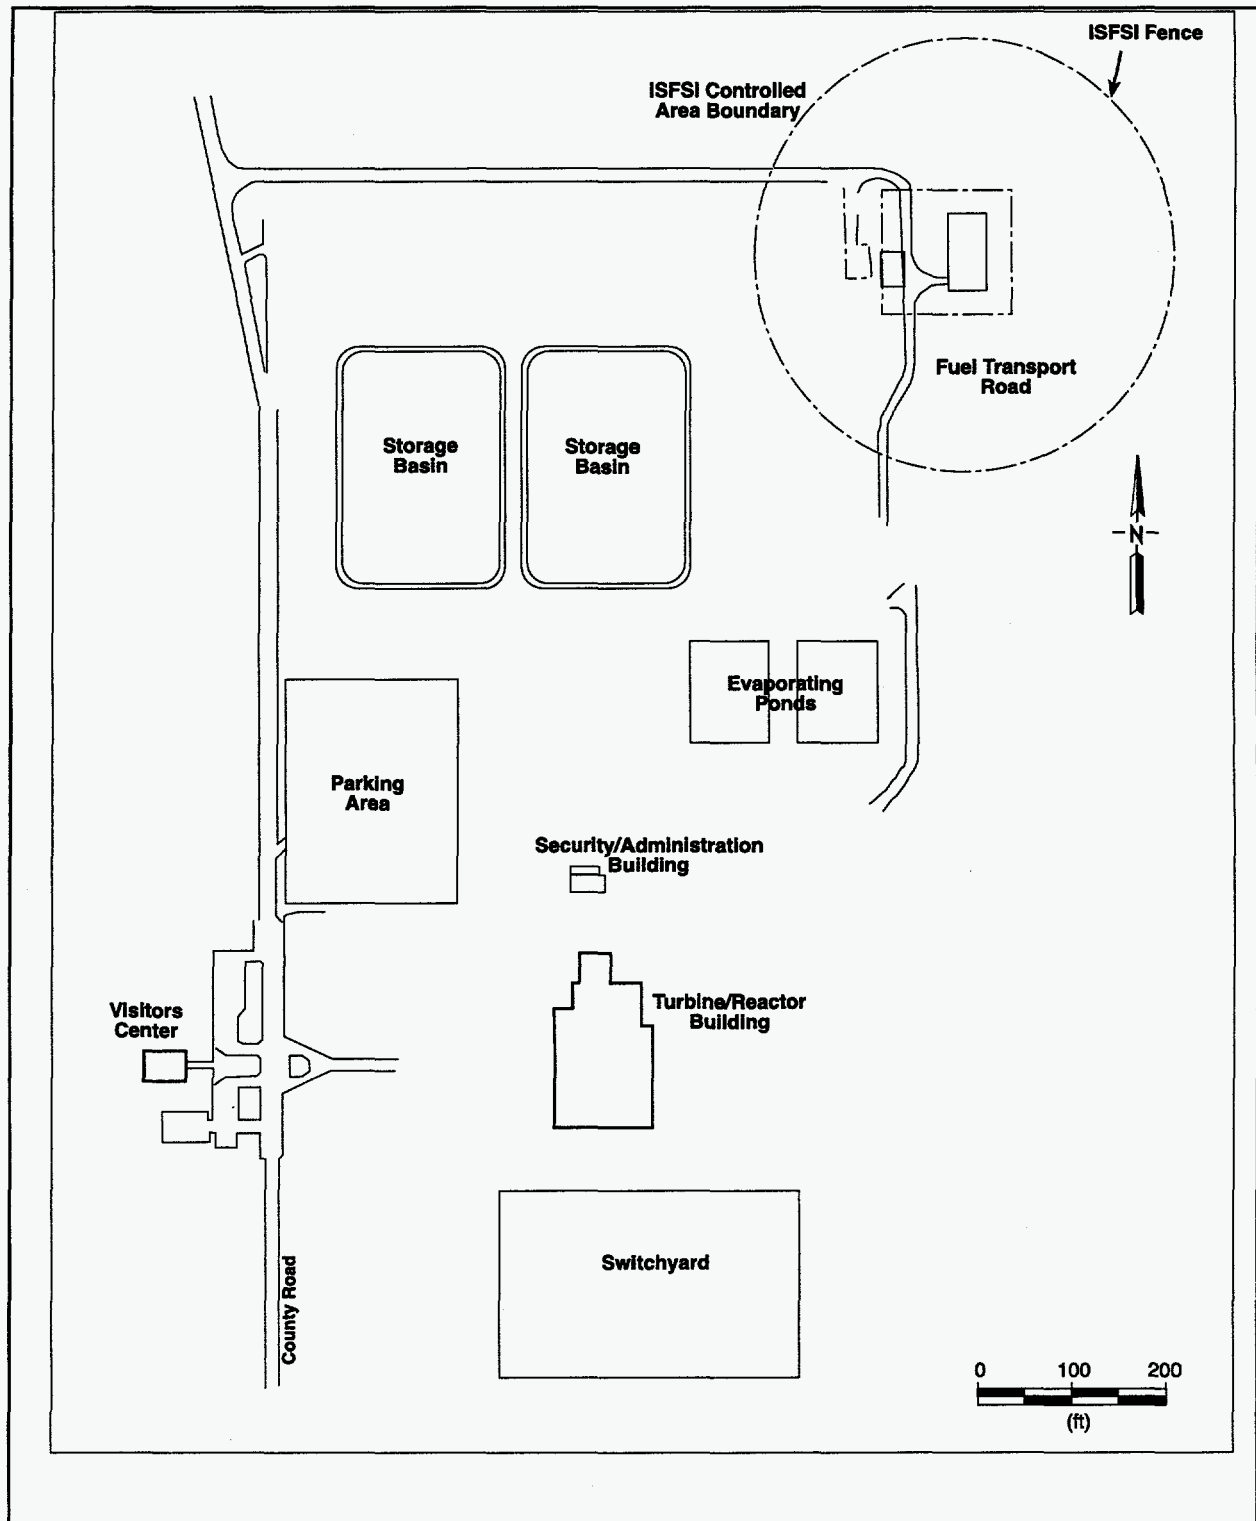 ISFSI Fence
ISFSI Controlled
Area Boundary
Fuel Transport
Road
Storage
Basin
Storage
Basin
N
Evaporating
Ponds
Parking
Area
Security/Administration
Building
Visitors
Center
Turbine/Reactor
Building
Switchyard
County Road
0 100 200
(ft)